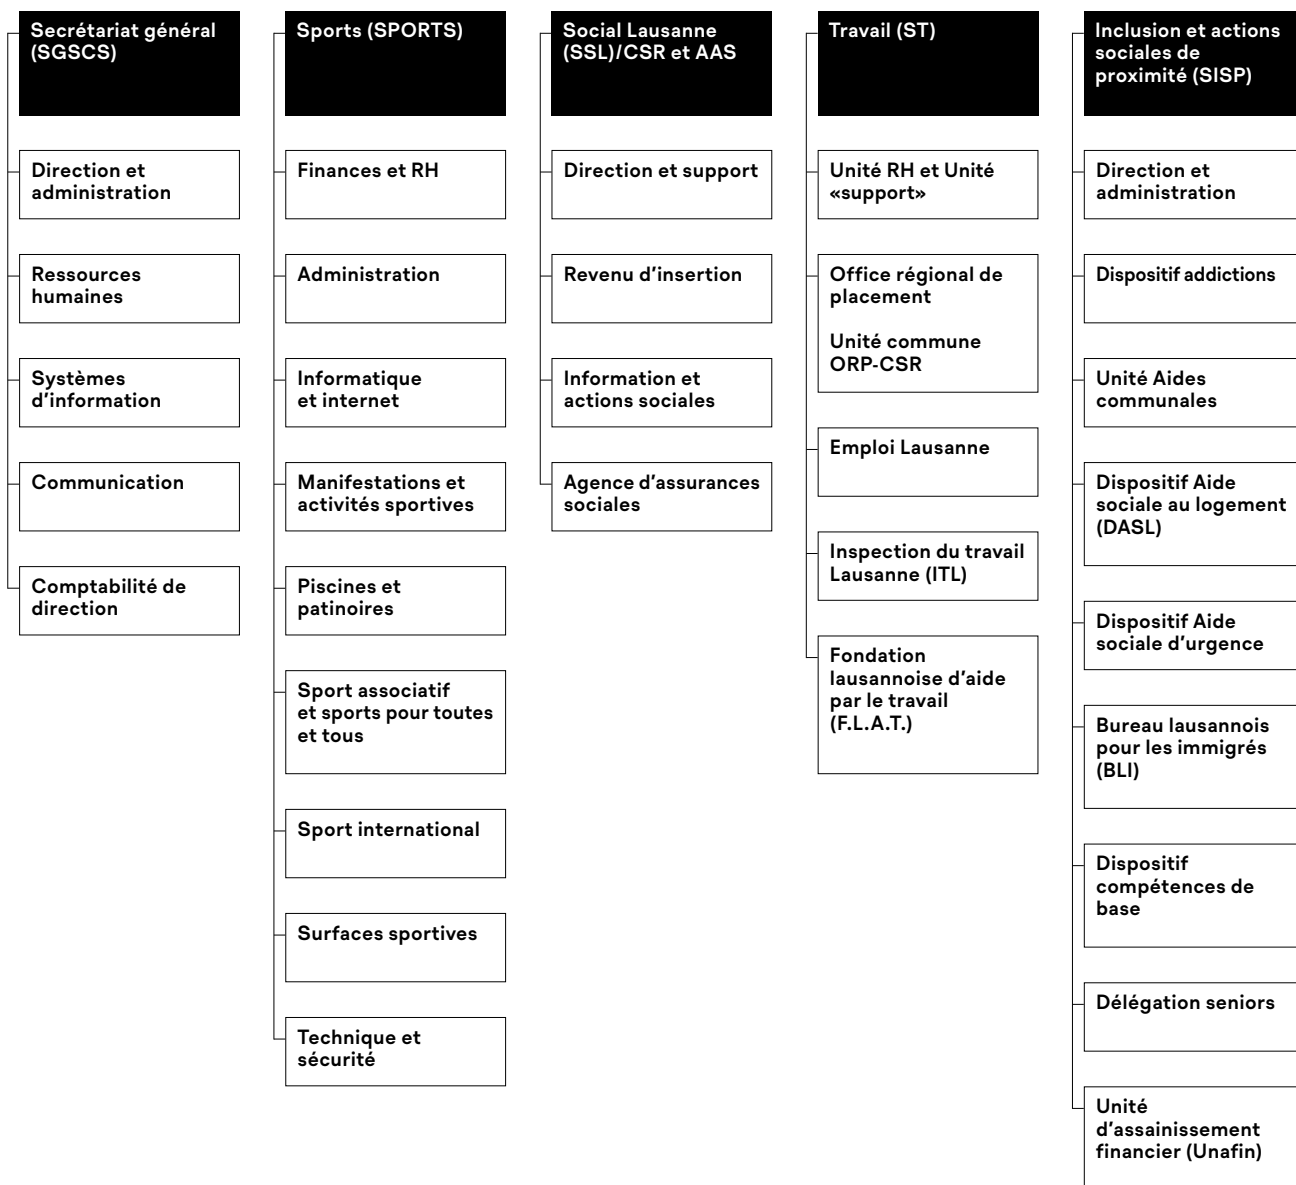 Secrétariat général
(SGSCS)
Direction et
administration
Ressources
humaines
Systèmes
d’information
Communication
Comptabilité de
direction
Sports (SPORTS)
Finances et RH
Administration
Informatique
et internet
Manifestations et
activités sportives
Piscines et
patinoires
Sport associatif
et sports pour toutes
et tous
Sport international
Surfaces sportives
Technique et
sécurité
Social Lausanne
(SSL)/CSR et AAS
Direction et support
Revenu d’insertion
Information et
actions sociales
Agence d’assurances
sociales
Travail (ST)
Unité RH et Unité
«support»
Office régional de
placement
Unité commune
ORP-CSR
Emploi Lausanne
Inspection du travail
Lausanne (ITL)
Fondation
lausannoise d’aide
par le travail
(F.L.A.T.)
Inclusion et actions
sociales de
proximité (SISP)
Direction et
administration
Dispositif addictions
Unité Aides
communales
Dispositif Aide
sociale au logement
(DASL)
Dispositif Aide
sociale d’urgence
Bureau lausannois
pour les immigrés
(BLI)
Dispositif
compétences de
base
Délégation seniors
Unité
d’assainissement
financier (Unafin)